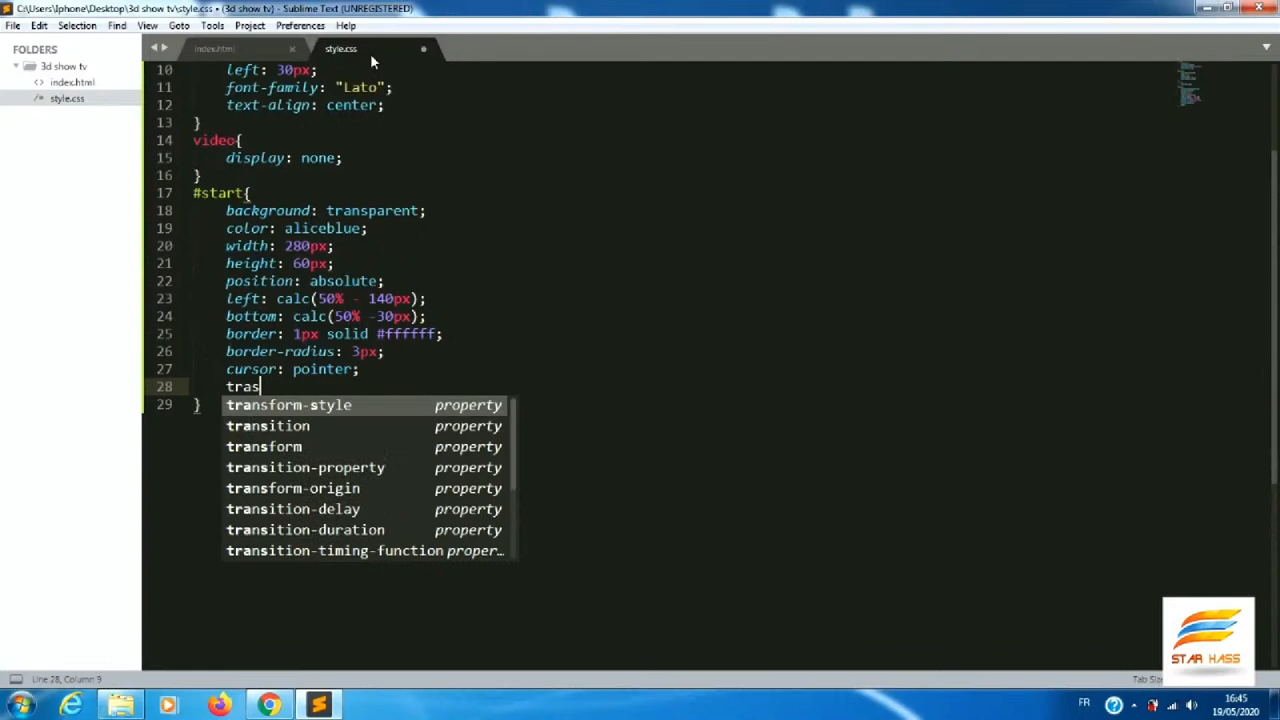 C:\Users\Iphone\Desktop\3d show tv\style.css • (3d show tv) - Sublime Text (UNREGISTERED)
File Edit Selection Find View Goto Tools Project Preferences Help
FOLDERS
3d show tv
index.html
style.css
index.html
style.css
10 left: 30px;
11 font-family: "Lato";
12 text-align: center;
13 }
14 video{
15 display: none;
16 }
17 #start{
18 background: transparent;
19 color: aliceblue;
20 width: 280px;
21 height: 60px;
22 position: absolute;
23 left: calc(50% - 140px);
24 bottom: calc(50% -30px);
25 border: 1px solid #ffffff;
26 border-radius: 3px;
27 cursor: pointer;
28 tras
29 }
transform-style property
transition property
transform property
transition-property property
transform-origin property
transition-delay property
transition-duration property
transition-timing-function proper…
STAR HASS
Line 28, Column 9
Tab
FR
16:45
19/05/2020